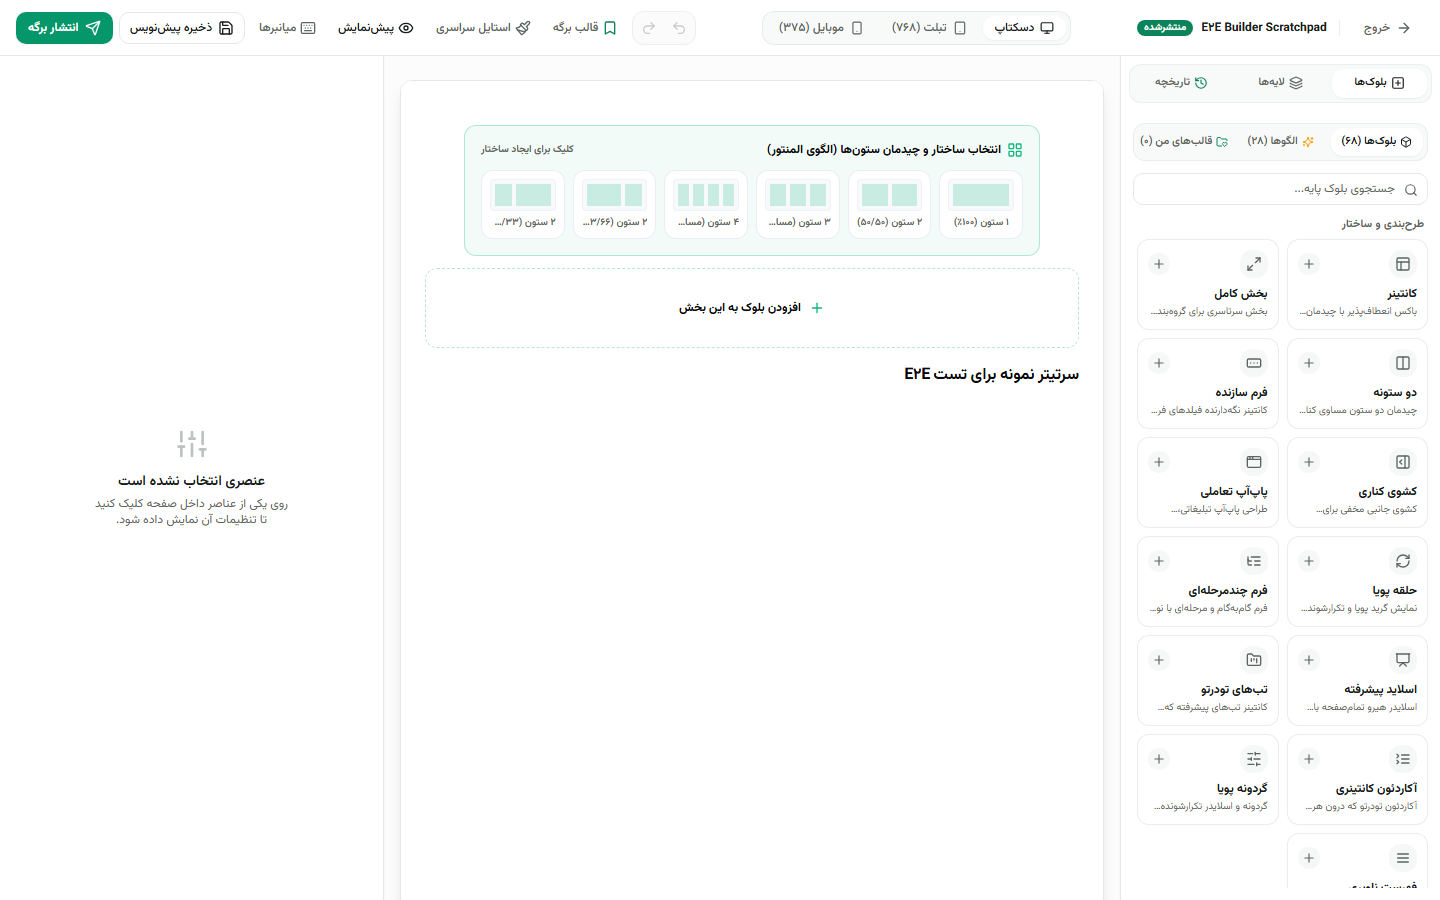 خروج
E۲E Builder Scratchpad
منتشرشده
دسکتاپ
تبلت (۷۶۸)
موبایل (۳۷۵)
قالب برگه
استایل سراسری
پیش‌نمایش
میانبرها
ذخیره پیش‌نویس
انتشار برگه
بلوک‌ها
لایه‌ها
تاریخچه
بلوک‌ها (۶۸)
الگوها (۲۸)
قالب‌های من (۰)
جستجوی بلوک پایه...
طرح‌بندی و ساختار
کانتینر
باکس انعطاف‌پذیر با چیدمان...
بخش کامل
بخش سرتاسری برای گروه‌بند...
دو ستونه
چیدمان دو ستون مساوی کنا...
فرم سازنده
کانتینر نگه‌دارنده فیلدهای فر...
کشوی کناری
کشوی جانبی مخفی برای...
پاپ‌آپ تعاملی
طراحی پاپ‌آپ تبلیغاتی،...
حلقه پویا
نمایش گرید پویا و تکرارشوند...
فرم چندمرحله‌ای
فرم گام‌به‌گام و مرحله‌ای با نو...
اسلاید پیشرفته
اسلایدر هیرو تمام‌صفحه با...
تب‌های تودرتو
کانتینر تب‌های پیشرفته که...
آکاردئون کانتینری
آکاردئون تودرتو که درون هر...
گردونه پویا
گردونه و اسلایدر تکرارشونده...
انتخاب ساختار و چیدمان ستون‌ها (الگوی المنتور)
کلیک برای ایجاد ساختار
۱ ستون (۱۰۰٪)
۲ ستون (۵۰/۵۰)
۳ ستون (مسا...
۴ ستون (مسا...
۲ ستون (۳/۶۶...
۲ ستون (۳۳/...
افزودن بلوک به این بخش
سرتیتر نمونه برای تست E۲E
عنصری انتخاب نشده است
روی یکی از عناصر داخل صفحه کلیک کنید
تا تنظیمات آن نمایش داده شود.